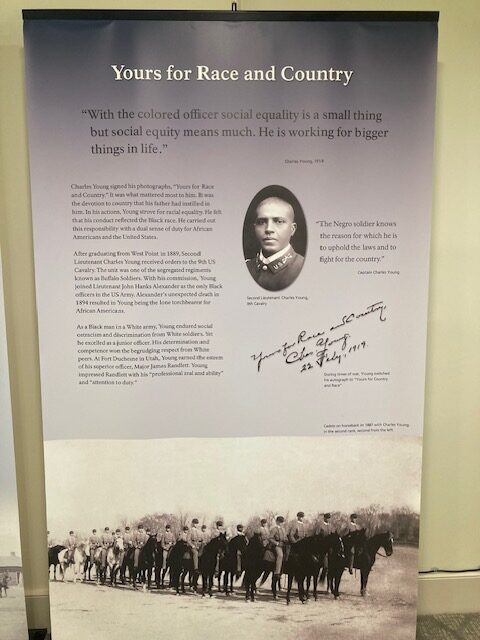 Yours for Race and Country
“With the colored officer social equality is a small thing
but social equity means much. He is working for bigger
things in life.”
Charles Young, 1914
Charles Young signed his photographs, “Yours for Race
and Country.” It was what mattered most to him. It was
the devotion to country that his father had instilled in
him. In his actions, Young strove for racial equality. He felt
that his conduct reflected the Black race. He carried out
this responsibility with a dual sense of duty for African
Americans and the United States.
After graduating from West Point in 1889, Second
Lieutenant Charles Young received orders to the 9th US
Cavalry. The unit was one of the segregated regiments
known as Buffalo Soldiers. With his commission, Young
joined Lieutenant John Hanks Alexander as the only Black
officers in the US Army. Alexander's unexpected death in
1894 resulted in Young being the lone torchbearer for
African Americans.
As a Black man in a White army, Young endured social
ostracism and discrimination from White soldiers. Yet
he excelled as a junior officer. His determination and
competence won the begrudging respect from White
peers. At Fort Duchesne in Utah, Young earned the esteem
of his superior officer, Major James Randlett. Young
impressed Randlett with his “professional zeal and ability”
and “attention to duty.”
Second Lieutenant Charles Young,
9th Cavalry
“The Negro soldier knows
the reason for which he is
to uphold the laws and to
fight for the country.”
Captain Charles Young
Yours for Race and Country,
Chas. Young
22 Feby, 1919.
During times of war, Young switched
his autograph to “Yours for Country
and Race”
Cadets on horseback in 1887 with Charles Young,
in the second rank, second from the left.